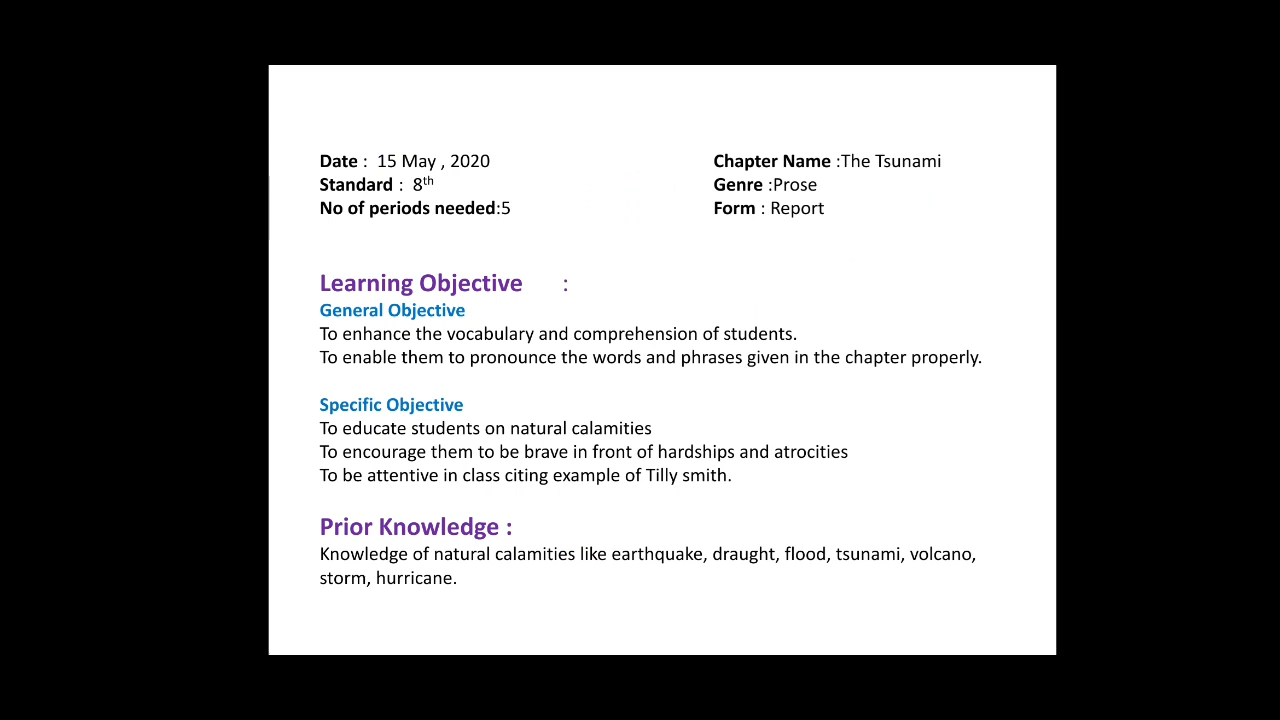 Date :  15 May , 2020
Standard :  8th
No of periods needed:5
Chapter Name :The Tsunami
Genre :Prose
Form : Report
Learning Objective :
General Objective
To enhance the vocabulary and comprehension of students.
To enable them to pronounce the words and phrases given in the chapter properly.
Specific Objective
To educate students on natural calamities
To encourage them to be brave in front of hardships and atrocities
To be attentive in class citing example of Tilly smith.
Prior Knowledge :
Knowledge of natural calamities like earthquake, draught, flood, tsunami, volcano,
storm, hurricane.